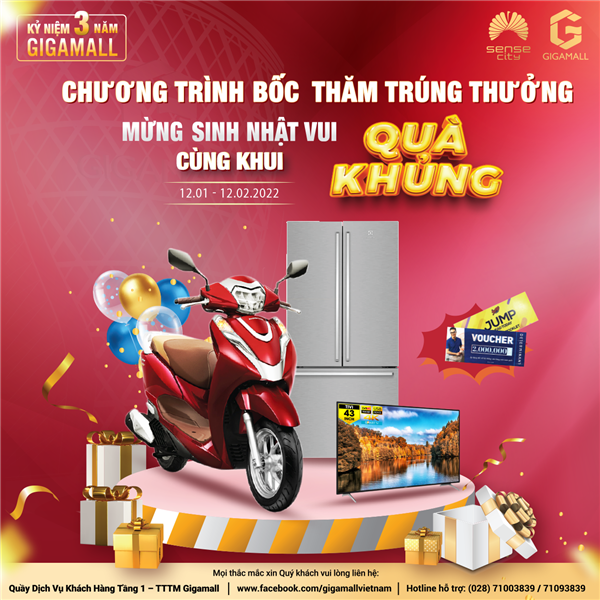 KỶ NIỆM 3 NĂM
GIGAMALL
sense
city
GIGAMALL
CHƯƠNG TRÌNH BỐC THĂM TRÚNG THƯỞNG
MỪNG SINH NHẬT VUI
CÙNG KHUI
QUÀ
KHỦNG
12.01 - 12.02.2022
JUMP
VOUCHER
2.000.000
TIVI
43
INCH
Mọi thắc mắc xin Quý khách vui lòng liên hệ:
Quầy Dịch Vụ Khách Hàng Tầng 1 – TTTM Gigamall | www.facebook.com/gigamallvietnam | Hotline hỗ trợ: (028) 71003839 / 71093839